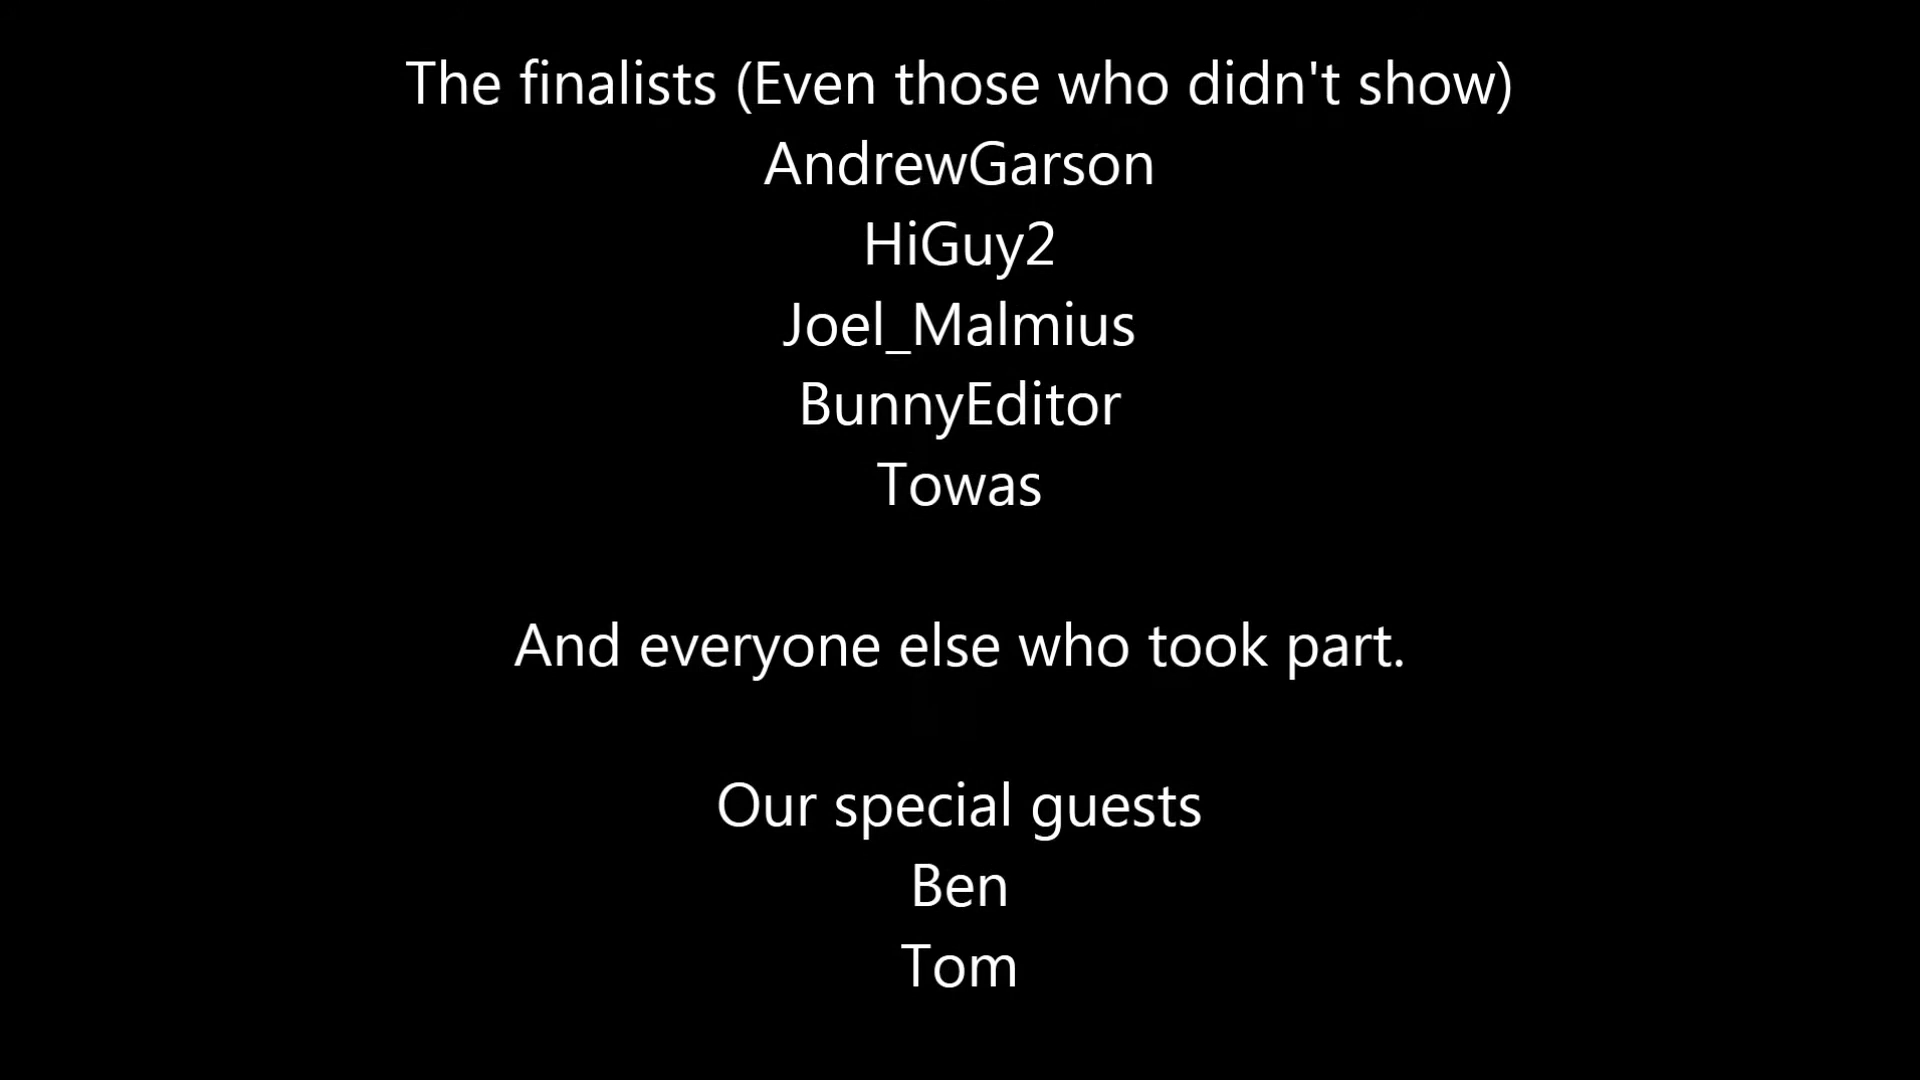 The finalists (Even those who didn't show)
AndrewGarson
HiGuy2
Joel_Malmius
BunnyEditor
Towas
And everyone else who took part.
Our special guests
Ben
Tom